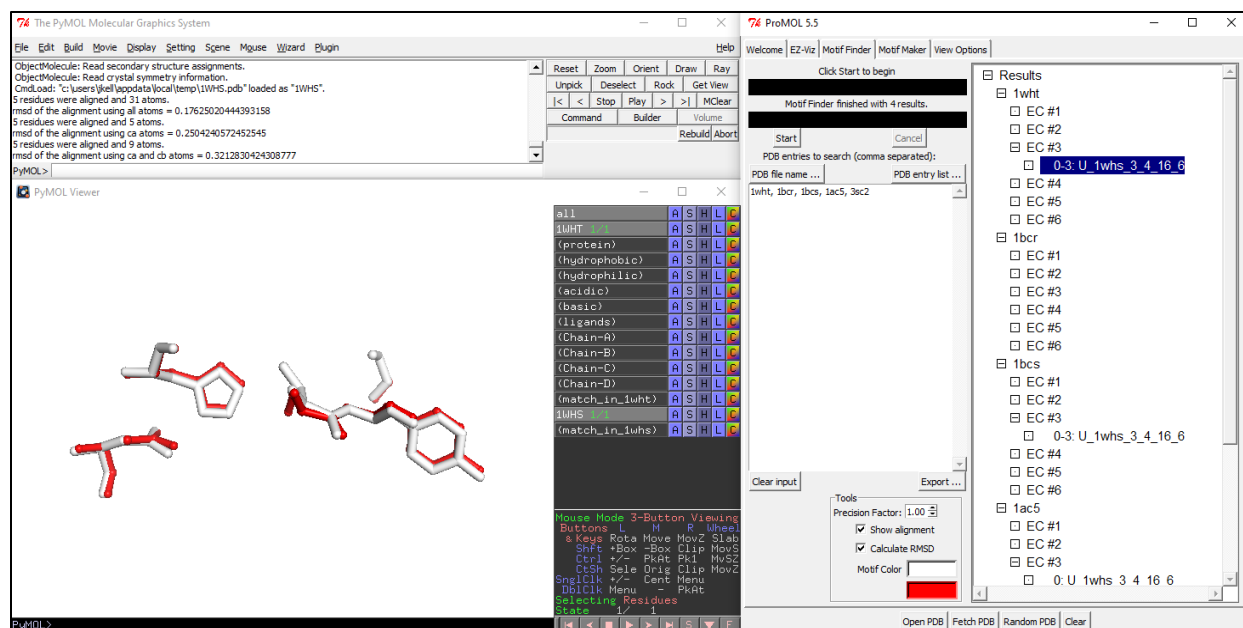 The PyMOL Molecular Graphics System
File Edit Build Movie Display Setting Scene Mouse Wizard Plugin
Help
ObjectMolecule: Read secondary structure assignments.
ObjectMolecule: Read crystal symmetry information.
CmdLoad: "c:\users\jkell\appdata\local\temp\1WHS.pdb" loaded as "1WHS".
5 residues were aligned and 31 atoms.
rmsd of the alignment using all atoms = 0.17625020444393158
5 residues were aligned and 5 atoms.
rmsd of the alignment using ca atoms = 0.2504240572452545
5 residues were aligned and 9 atoms.
rmsd of the alignment using ca and cb atoms = 0.3212830424308777
PyMOL>
Reset Zoom Orient Draw Ray
Unpick Deselect Rock Get View
|< < Stop Play > >| MClear
Command Builder Volume
Rebuild Abort
PyMOL Viewer
all A S H L C
1WHT 1/1 A S H L C
(protein) A S H L C
(hydrophobic) A S H L C
(hydrophilic) A S H L C
(acidic) A S H L C
(basic) A S H L C
(ligands) A S H L C
(Chain-A) A S H L C
(Chain-B) A S H L C
(Chain-C) A S H L C
(Chain-D) A S H L C
(match_in_1wht) A S H L C
1WHS 1/1 A S H L C
(match_in_1whs) A S H L C
Mouse Mode 3-Button Viewing
Buttons L M R Wheel
& Keys Rota Move MovZ Slab
Shft +Box -Box Clip MovS
Ctrl +/- PkAt Pk1 MvSZ
CtSh Sele Orig Clip MovZ
SnglClk +/- Cent Menu
DblClk Menu - PkAt
Selecting Residues
State 1/ 1
S F
PyMOL>
ProMOL 5.5
Welcome EZ-Viz Motif Finder Motif Maker View Options
Click Start to begin
Motif Finder finished with 4 results.
Start Cancel
PDB entries to search (comma separated):
PDB file name ... PDB entry list ...
1wht, 1bcr, 1bcs, 1ac5, 3sc2
Clear input Export ...
Tools
Precision Factor: 1.00
Show alignment
Calculate RMSD
Motif Color
Results
1wht
EC #1
EC #2
EC #3
0-3: U_1whs_3_4_16_6
EC #4
EC #5
EC #6
1bcr
EC #1
EC #2
EC #3
EC #4
EC #5
EC #6
1bcs
EC #1
EC #2
EC #3
0-3: U_1whs_3_4_16_6
EC #4
EC #5
EC #6
1ac5
EC #1
EC #2
EC #3
0: U_1whs_3_4_16_6
Open PDB Fetch PDB Random PDB Clear